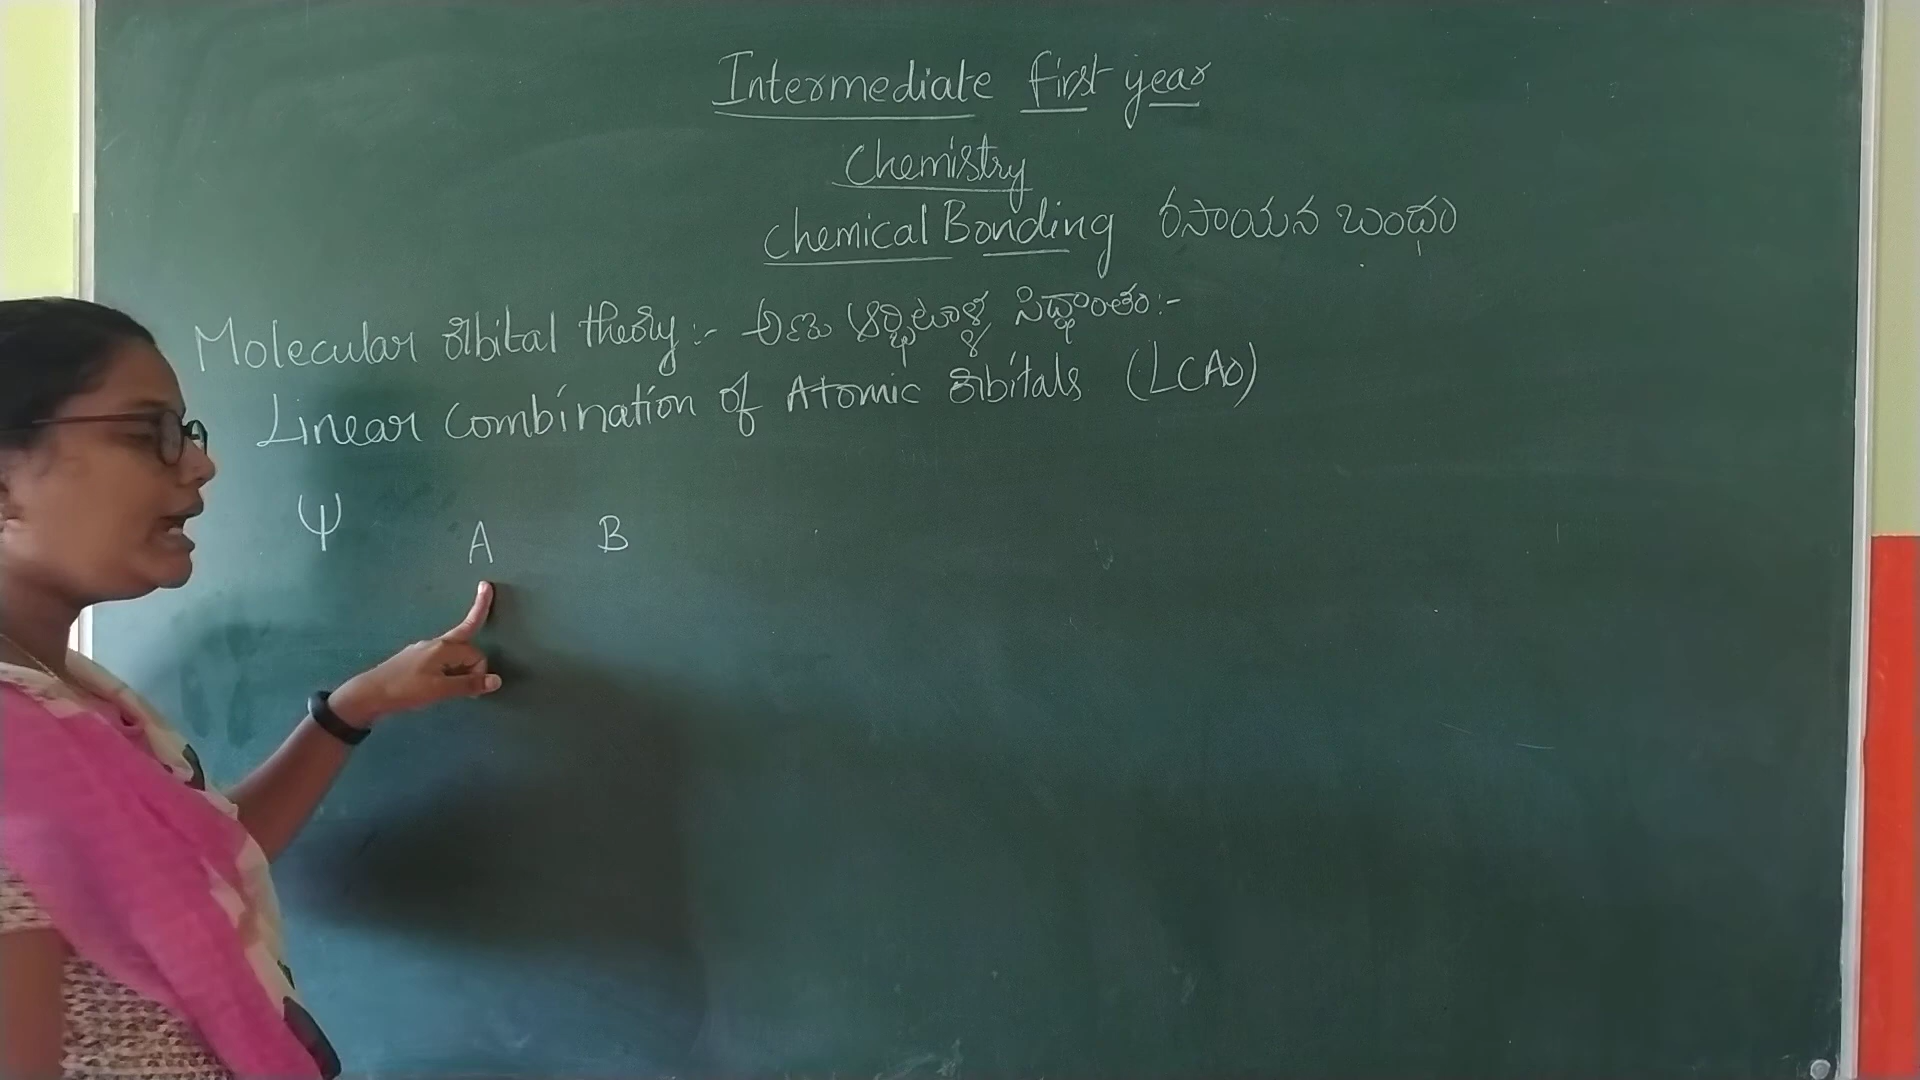 Intermediate first year
Chemistry
Chemical Bonding రసాయన బంధం
Molecular orbital theory:- అణు ఆర్బిటాళ్ళ సిద్ధాంతం:-
Linear combination of Atomic orbitals (LCAO)
ψ A B